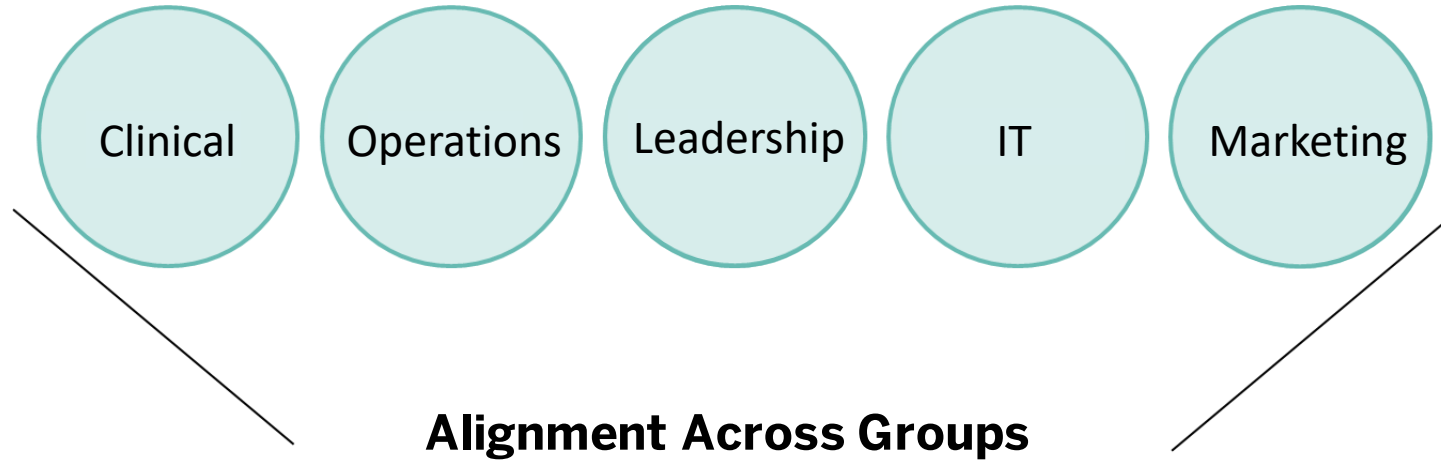 Clinical
Operations
Leadership
IT
Marketing
Alignment Across Groups